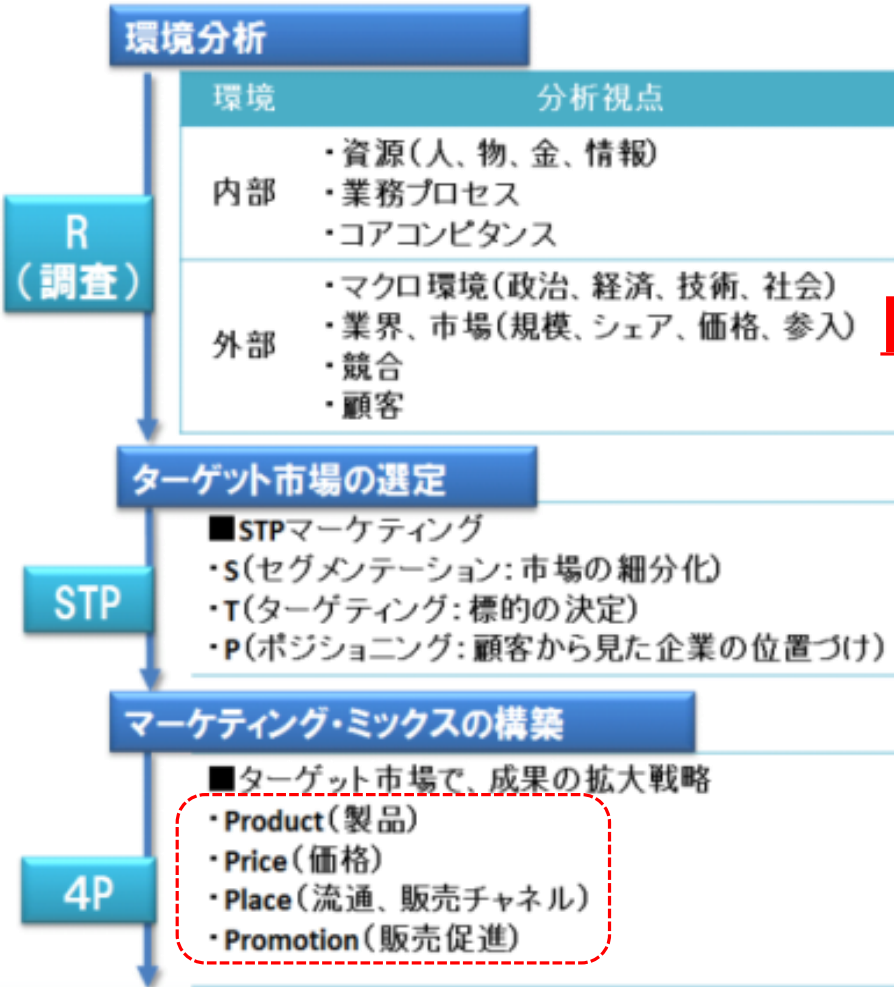 環境分析
環境 分析視点
R
(調査)
内部
・資源(人、物、金、情報)
・業務プロセス
・コアコンピタンス
外部
・マクロ環境(政治、経済、技術、社会)
・業界、市場(規模、シェア、価格、参入)
・競合
・顧客
ターゲット市場の選定
STP
■STPマーケティング
・S(セグメンテーション:市場の細分化)
・T(ターゲティング:標的の決定)
・P(ポジショニング:顧客から見た企業の位置づけ)
マーケティング・ミックスの構築
4P
■ターゲット市場で、成果の拡大戦略
・Product(製品)
・Price(価格)
・Place(流通、販売チャネル)
・Promotion(販売促進)